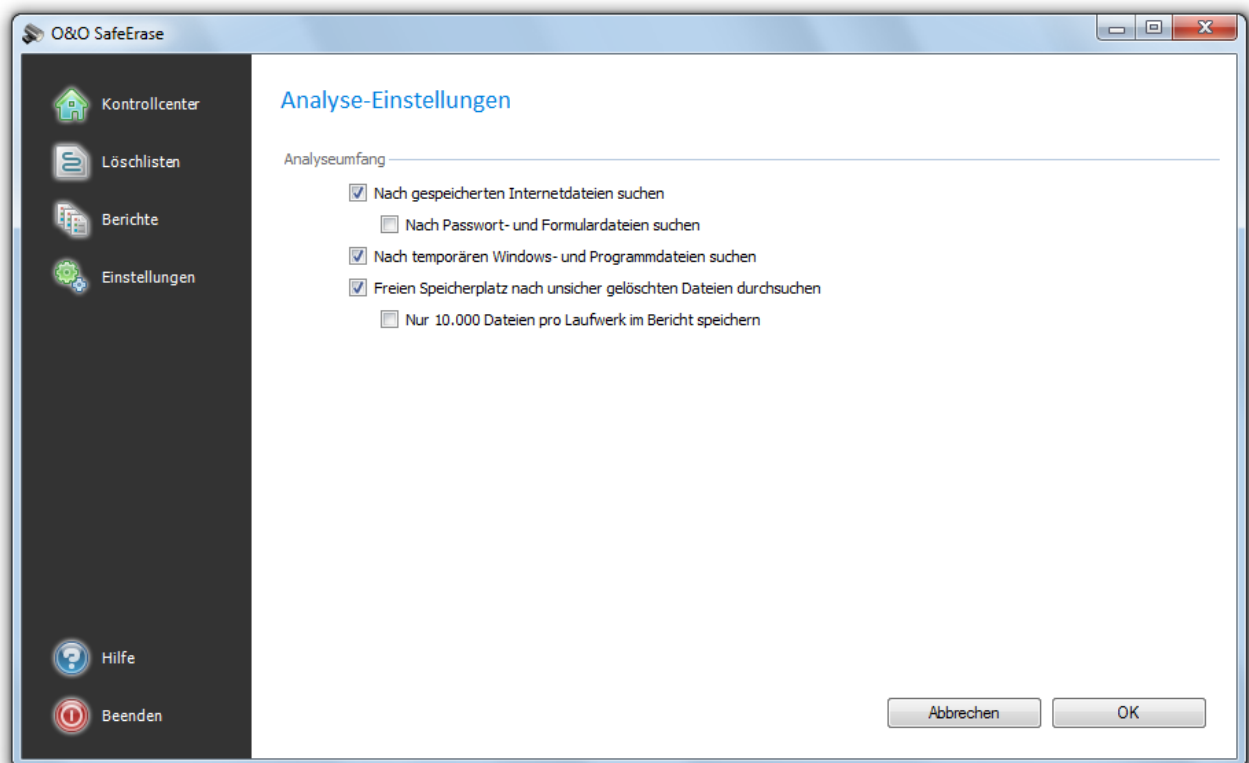 O&O SafeErase
Kontrollcenter
Löschlisten
Berichte
Einstellungen
Hilfe
Beenden
Analyse-Einstellungen
Analyseumfang
Nach gespeicherten Internetdateien suchen
Nach Passwort- und Formulardateien suchen
Nach temporären Windows- und Programmdateien suchen
Freien Speicherplatz nach unsicher gelöschten Dateien durchsuchen
Nur 10.000 Dateien pro Laufwerk im Bericht speichern
Abbrechen
OK